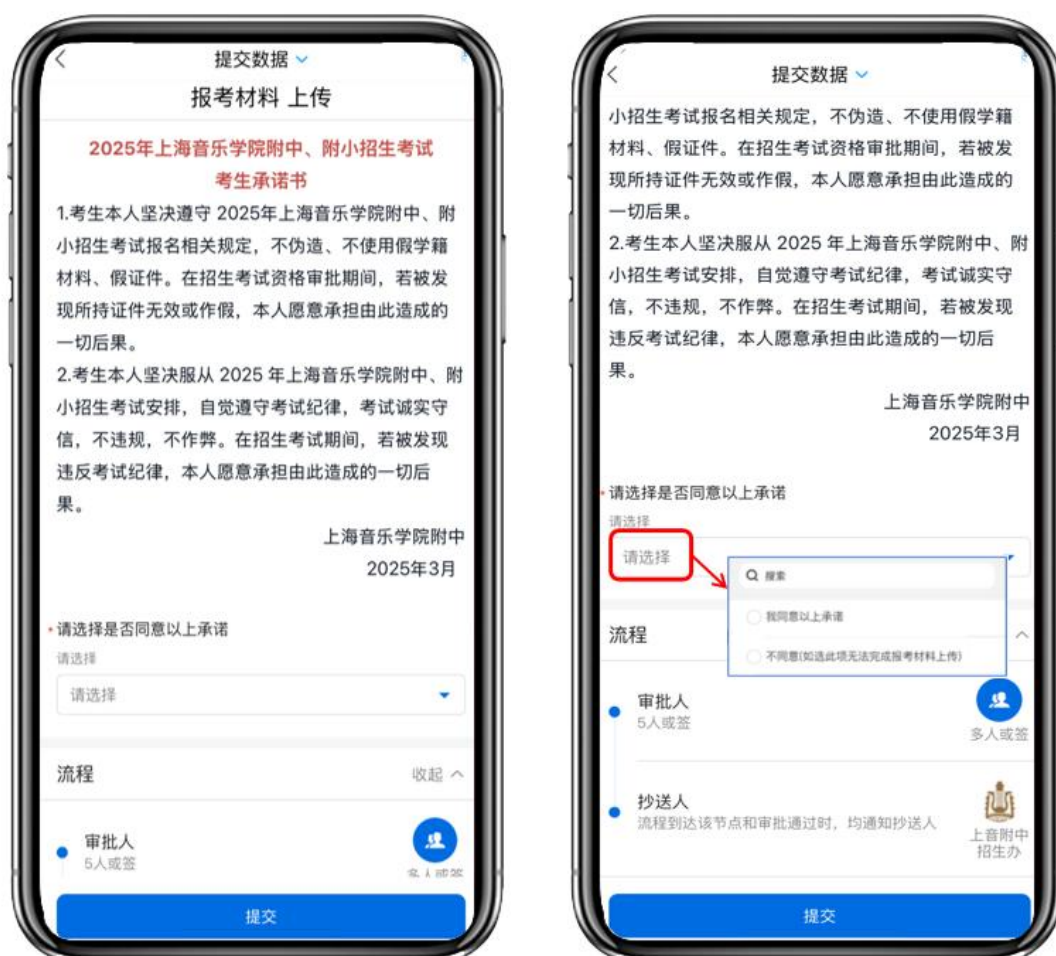 提交数据
报考材料 上传
2025年上海音乐学院附中、附小招生考试
考生承诺书
1.考生本人坚决遵守 2025年上海音乐学院附中、附
小招生考试报名相关规定，不伪造、不使用假学籍
材料、假证件。在招生考试资格审批期间，若被发
现所持证件无效或作假，本人愿意承担由此造成的
一切后果。
2.考生本人坚决服从 2025 年上海音乐学院附中、附
小招生考试安排，自觉遵守考试纪律，考试诚实守
信，不违规，不作弊。在招生考试期间，若被发现
违反考试纪律，本人愿意承担由此造成的一切后
果。
上海音乐学院附中
2025年3月
请选择是否同意以上承诺
请选择
请选择
流程
收起
审批人
5人或签
多人或签
提交
提交数据
小招生考试报名相关规定，不伪造、不使用假学籍
材料、假证件。在招生考试资格审批期间，若被发
现所持证件无效或作假，本人愿意承担由此造成的
一切后果。
2.考生本人坚决服从 2025 年上海音乐学院附中、附
小招生考试安排，自觉遵守考试纪律，考试诚实守
信，不违规，不作弊。在招生考试期间，若被发现
违反考试纪律，本人愿意承担由此造成的一切后
果。
上海音乐学院附中
2025年3月
请选择是否同意以上承诺
请选择
请选择
搜索
我同意以上承诺
不同意(如选此项无法完成报考材料上传)
流程
审批人
5人或签
多人或签
抄送人
流程到达该节点和审批通过时，均通知抄送人
上音附中
招生办
提交